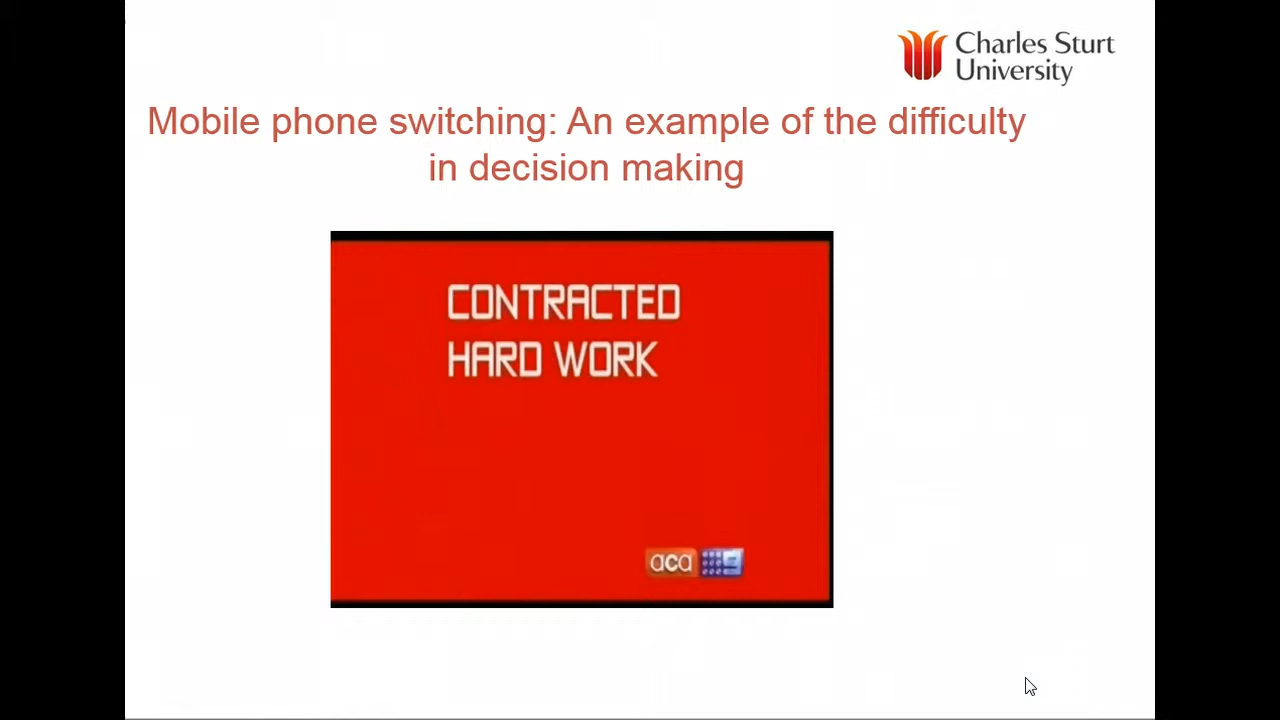 Charles Sturt
University
Mobile phone switching: An example of the difficulty
in decision making
CONTRACTED
HARD WORK
aca